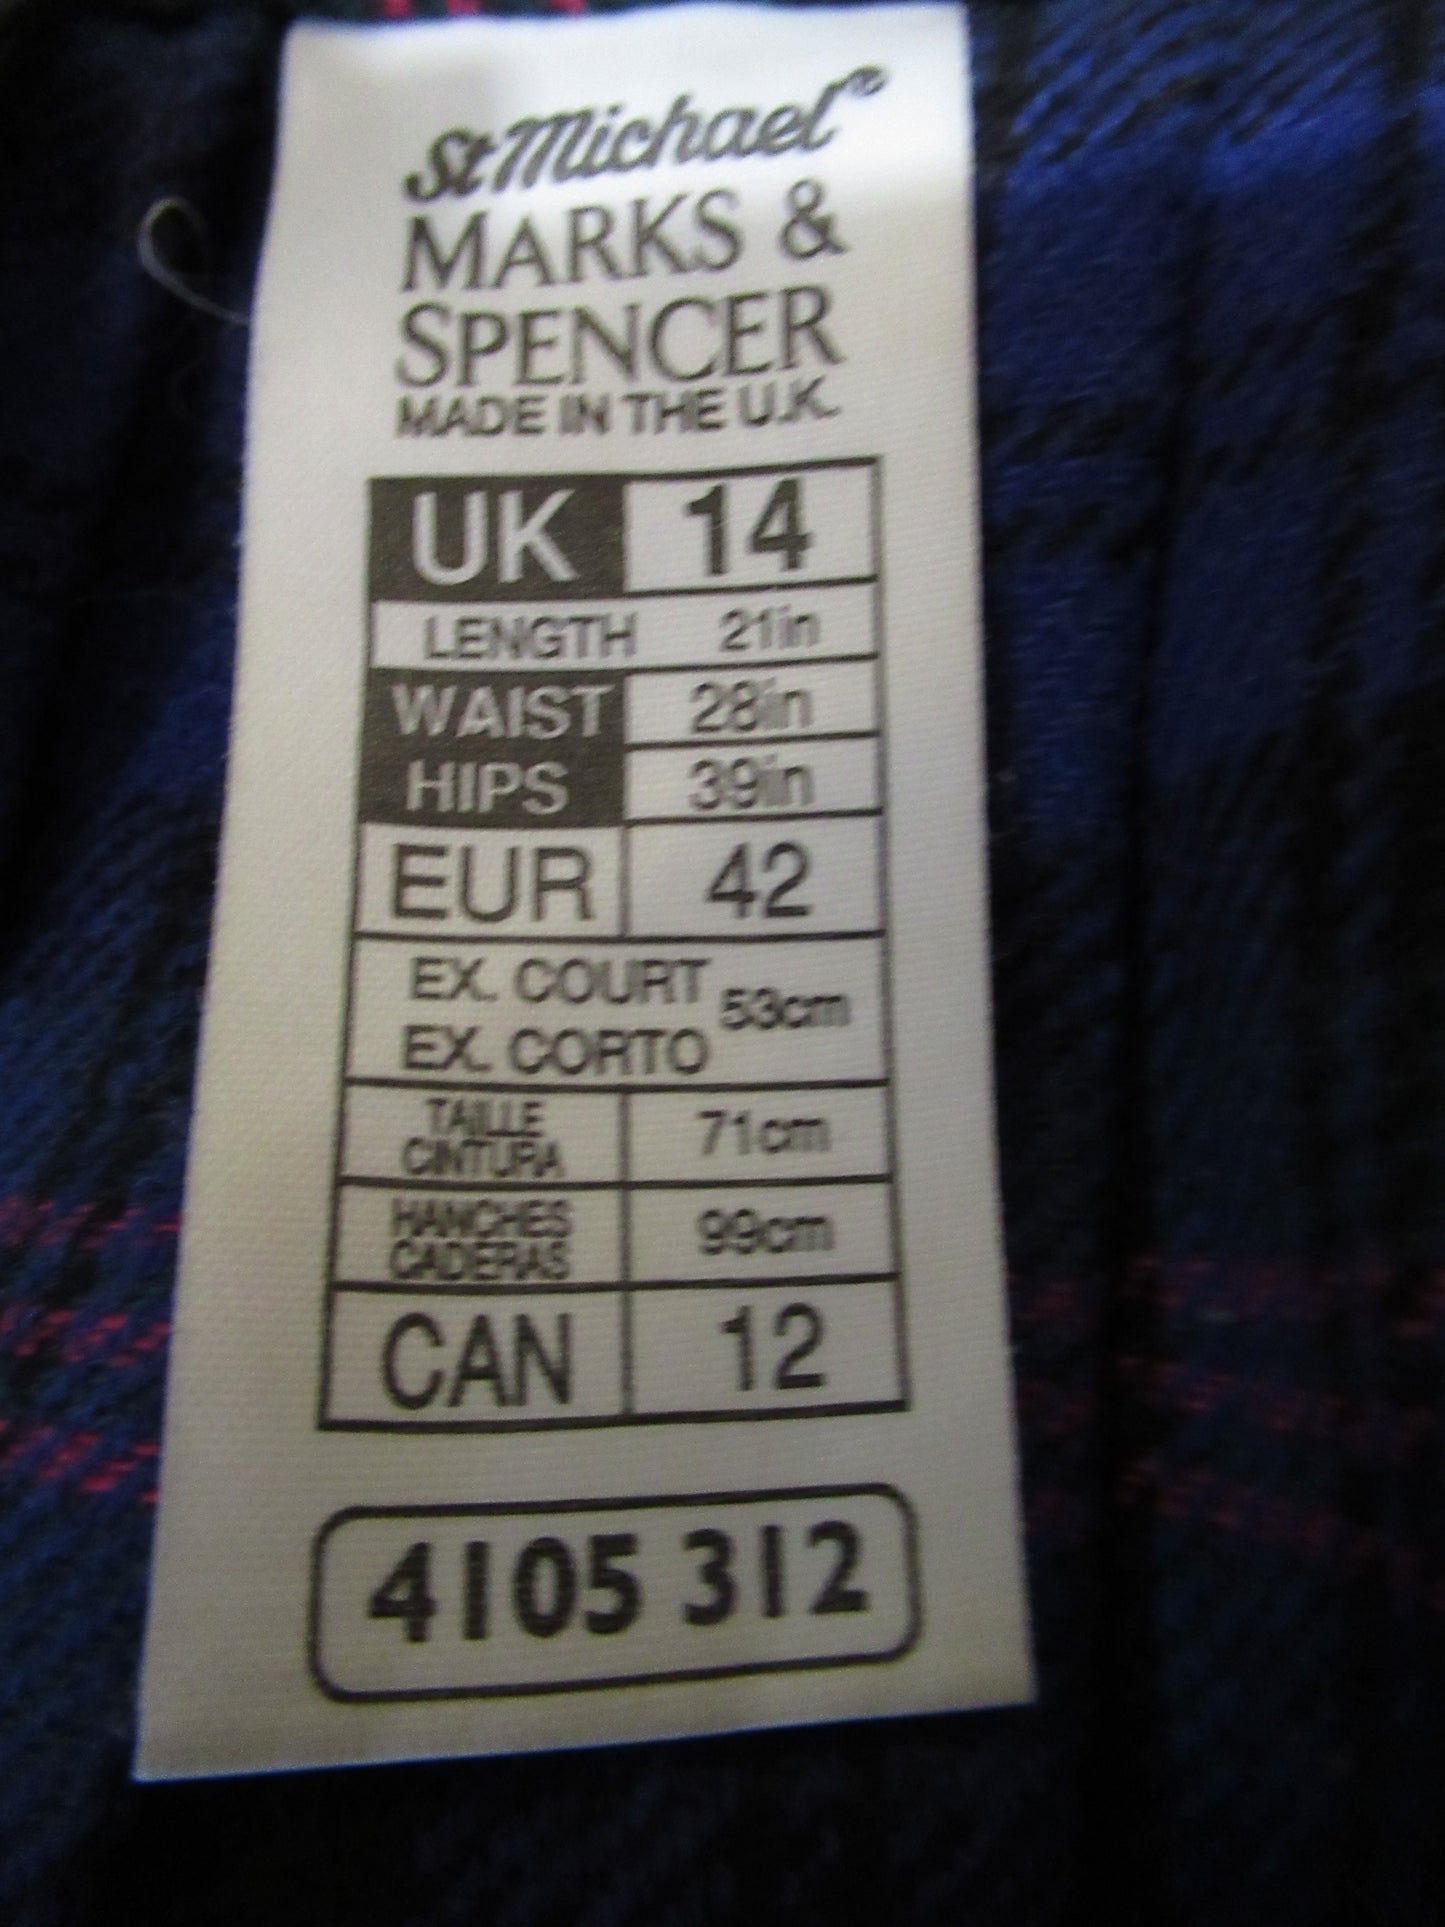 St Michael®
MARKS &
SPENCER
MADE IN THE U.K.
UK 14
LENGTH 21in
WAIST 28in
HIPS 39in
EUR 42
EX. COURT
EX. CORTO 53cm
TAILLE
CINTURA 71cm
HANCHES
CADERAS 99cm
CAN 12
4105 312